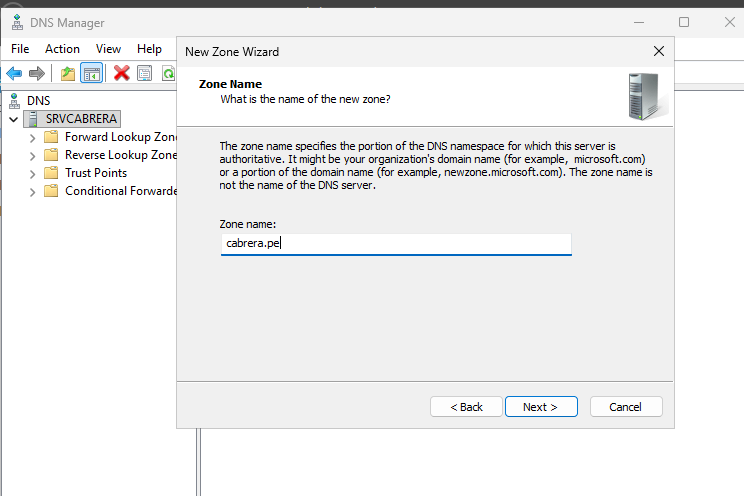 DNS Manager
File Action View Help
DNS
SRVCABRERA
Forward Lookup Zone
Reverse Lookup Zone
Trust Points
Conditional Forwarde
New Zone Wizard
Zone Name
What is the name of the new zone?
The zone name specifies the portion of the DNS namespace for which this server is
authoritative. It might be your organization's domain name (for example, microsoft.com)
or a portion of the domain name (for example, newzone.microsoft.com). The zone name is
not the name of the DNS server.
Zone name:
cabrera.pe
< Back Next > Cancel